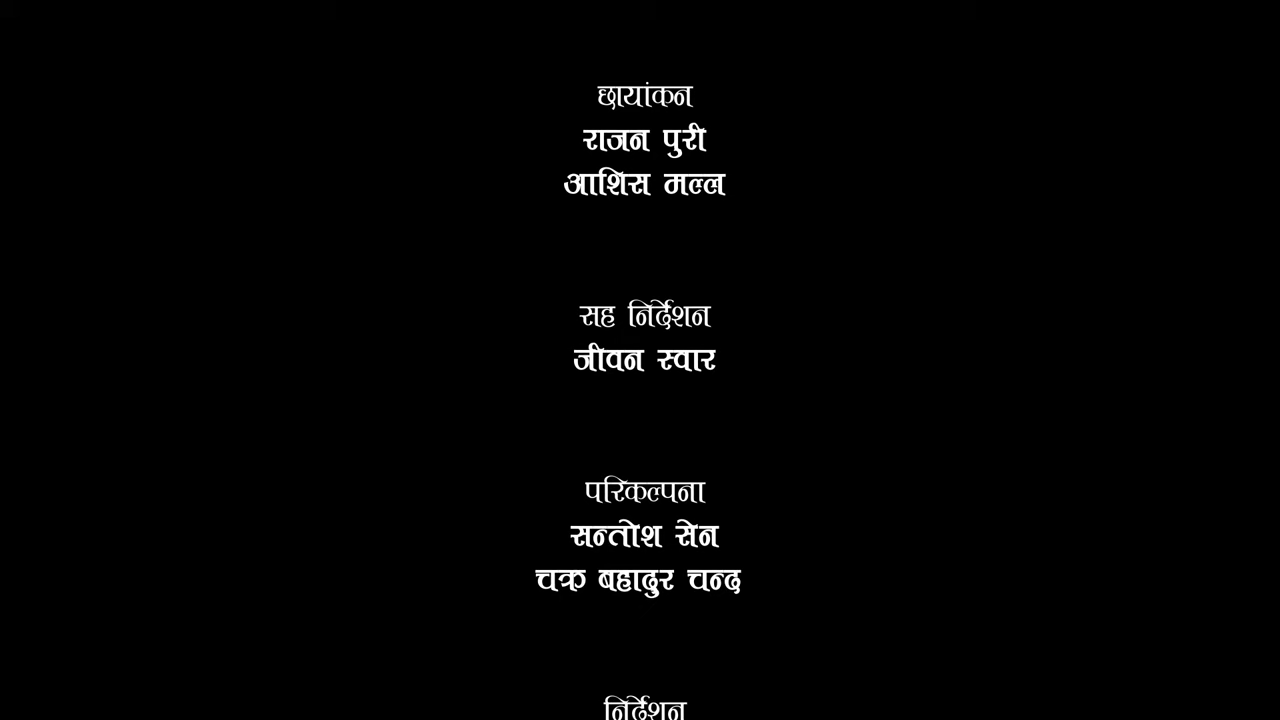 छायांकन
राजन पुरी
आशिस मल्ल
सह निर्देशन
जीवन स्वार
परिकल्पना
सन्तोश सेन
चक्र बहादुर चन्द
निर्देशन